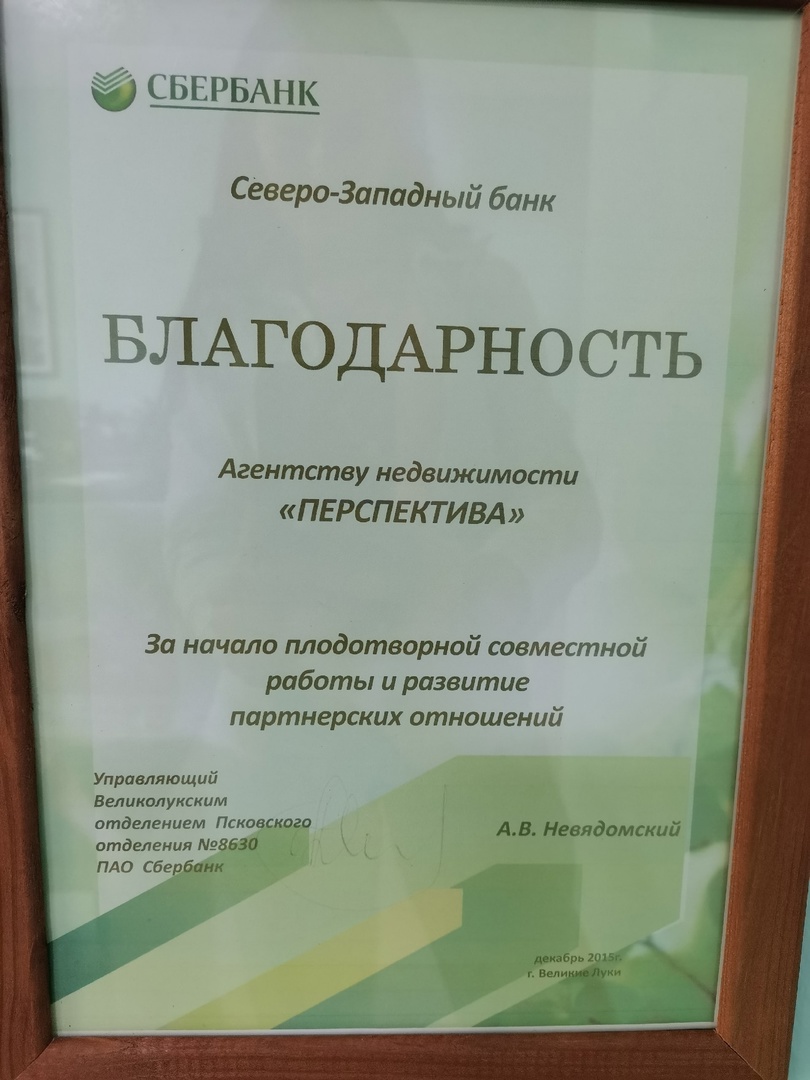 СБЕРБАНК
Северо-Западный банк
БЛАГОДАРНОСТЬ
Агентству недвижимости
«ПЕРСПЕКТИВА»
За начало плодотворной совместной
работы и развитие
партнерских отношений
Управляющий
Великолукским
отделением Псковского
отделения №8630
ПАО Сбербанк
А.В. Невядомский
декабрь 2015г.
г. Великие Луки